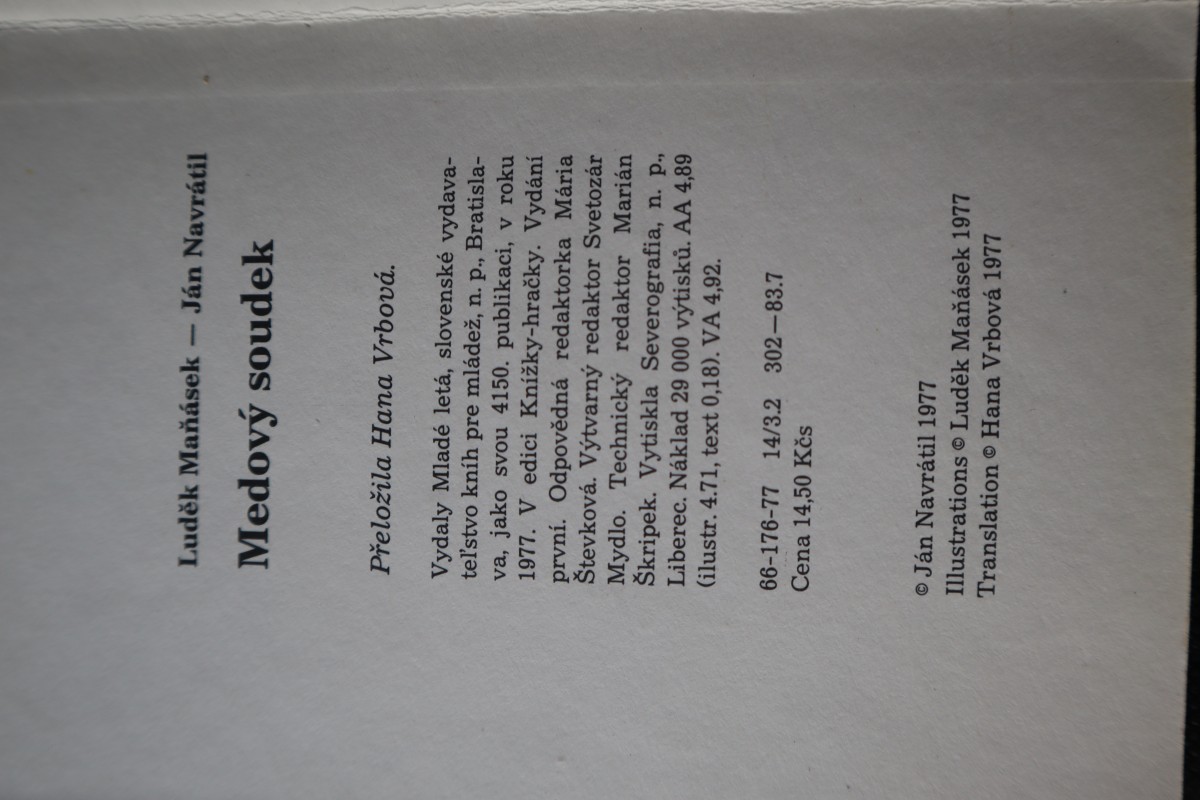 Luděk Maňásek — Ján Navrátil
Medový soudek
Přeložila Hana Vrbová.
Vydaly Mladé letá, slovenské vydava-
teľstvo kníh pre mládež, n. p., Bratisla-
va, jako svou 4150. publikaci, v roku
1977. V edici Knížky-hračky. Vydání
první. Odpovědná redaktorka Mária
Števková. Výtvarný redaktor Svetozár
Mydlo. Technický redaktor Marián
Škripek. Vytiskla Severografia, n. p.,
Liberec. Náklad 29 000 výtisků. AA 4,89
(ilustr. 4.71, text 0,18). VA 4,92.
66-176-77 14/3.2 302—83.7
Cena 14,50 Kčs
© Ján Navrátil 1977
Illustrations © Luděk Maňásek 1977
Translation © Hana Vrbová 1977